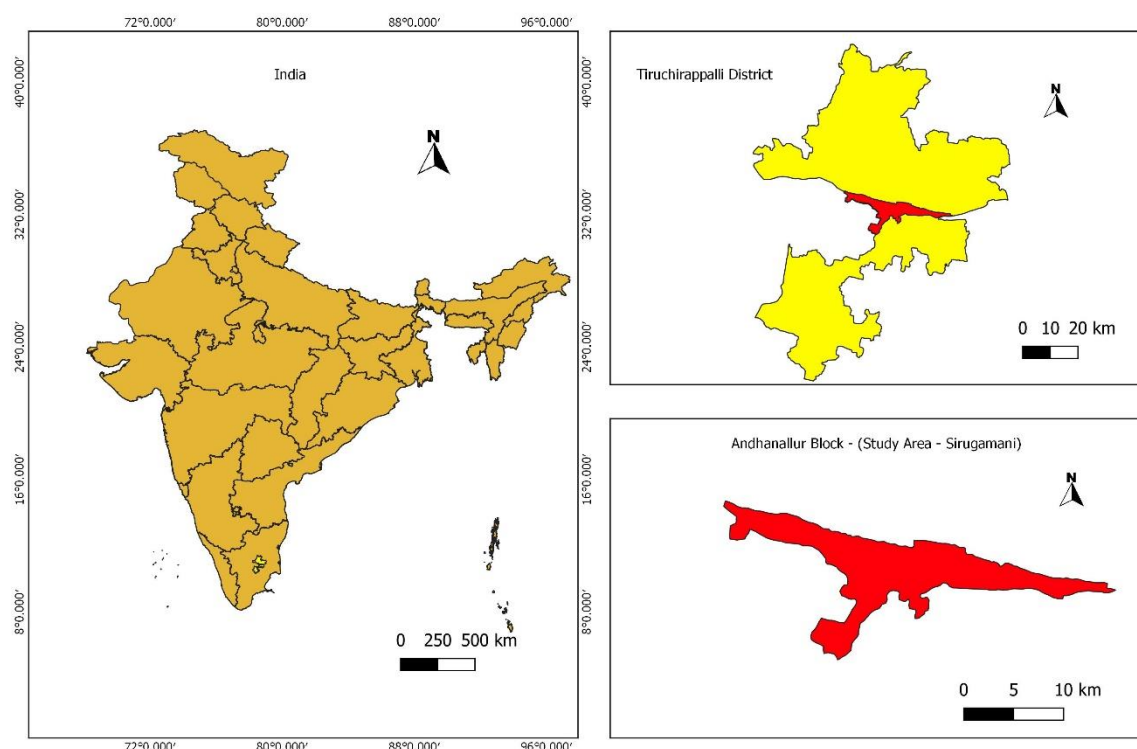 72°0.000′ 80°0.000′ 88°0.000′ 96°0.000′
India
N
40°0.000′
32°0.000′
24°0.000′
16°0.000′
8°0.000′
40°0.000′
32°0.000′
24°0.000′
16°0.000′
8°0.000′
0 250 500 km
72°0.000′ 80°0.000′ 88°0.000′ 96°0.000′
Tiruchirappalli District
N
0 10 20 km
Andhanallur Block - (Study Area - Sirugamani)
N
0 5 10 km